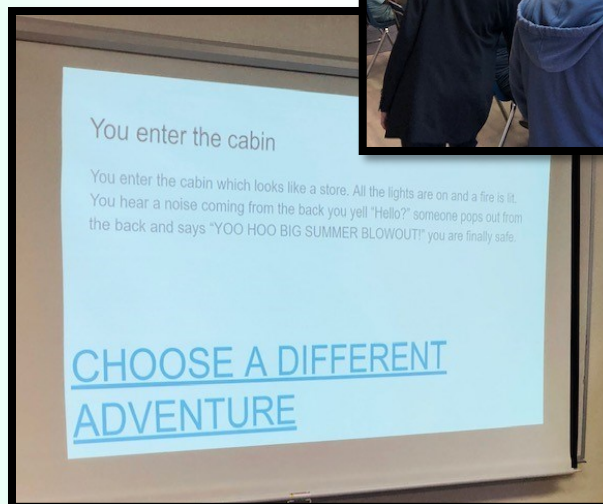 You enter the cabin
You enter the cabin which looks like a store. All the lights are on and a fire is lit.
You hear a noise coming from the back you yell "Hello?" someone pops out from
the back and says "YOO HOO BIG SUMMER BLOWOUT!" you are finally safe.
CHOOSE A DIFFERENT
ADVENTURE